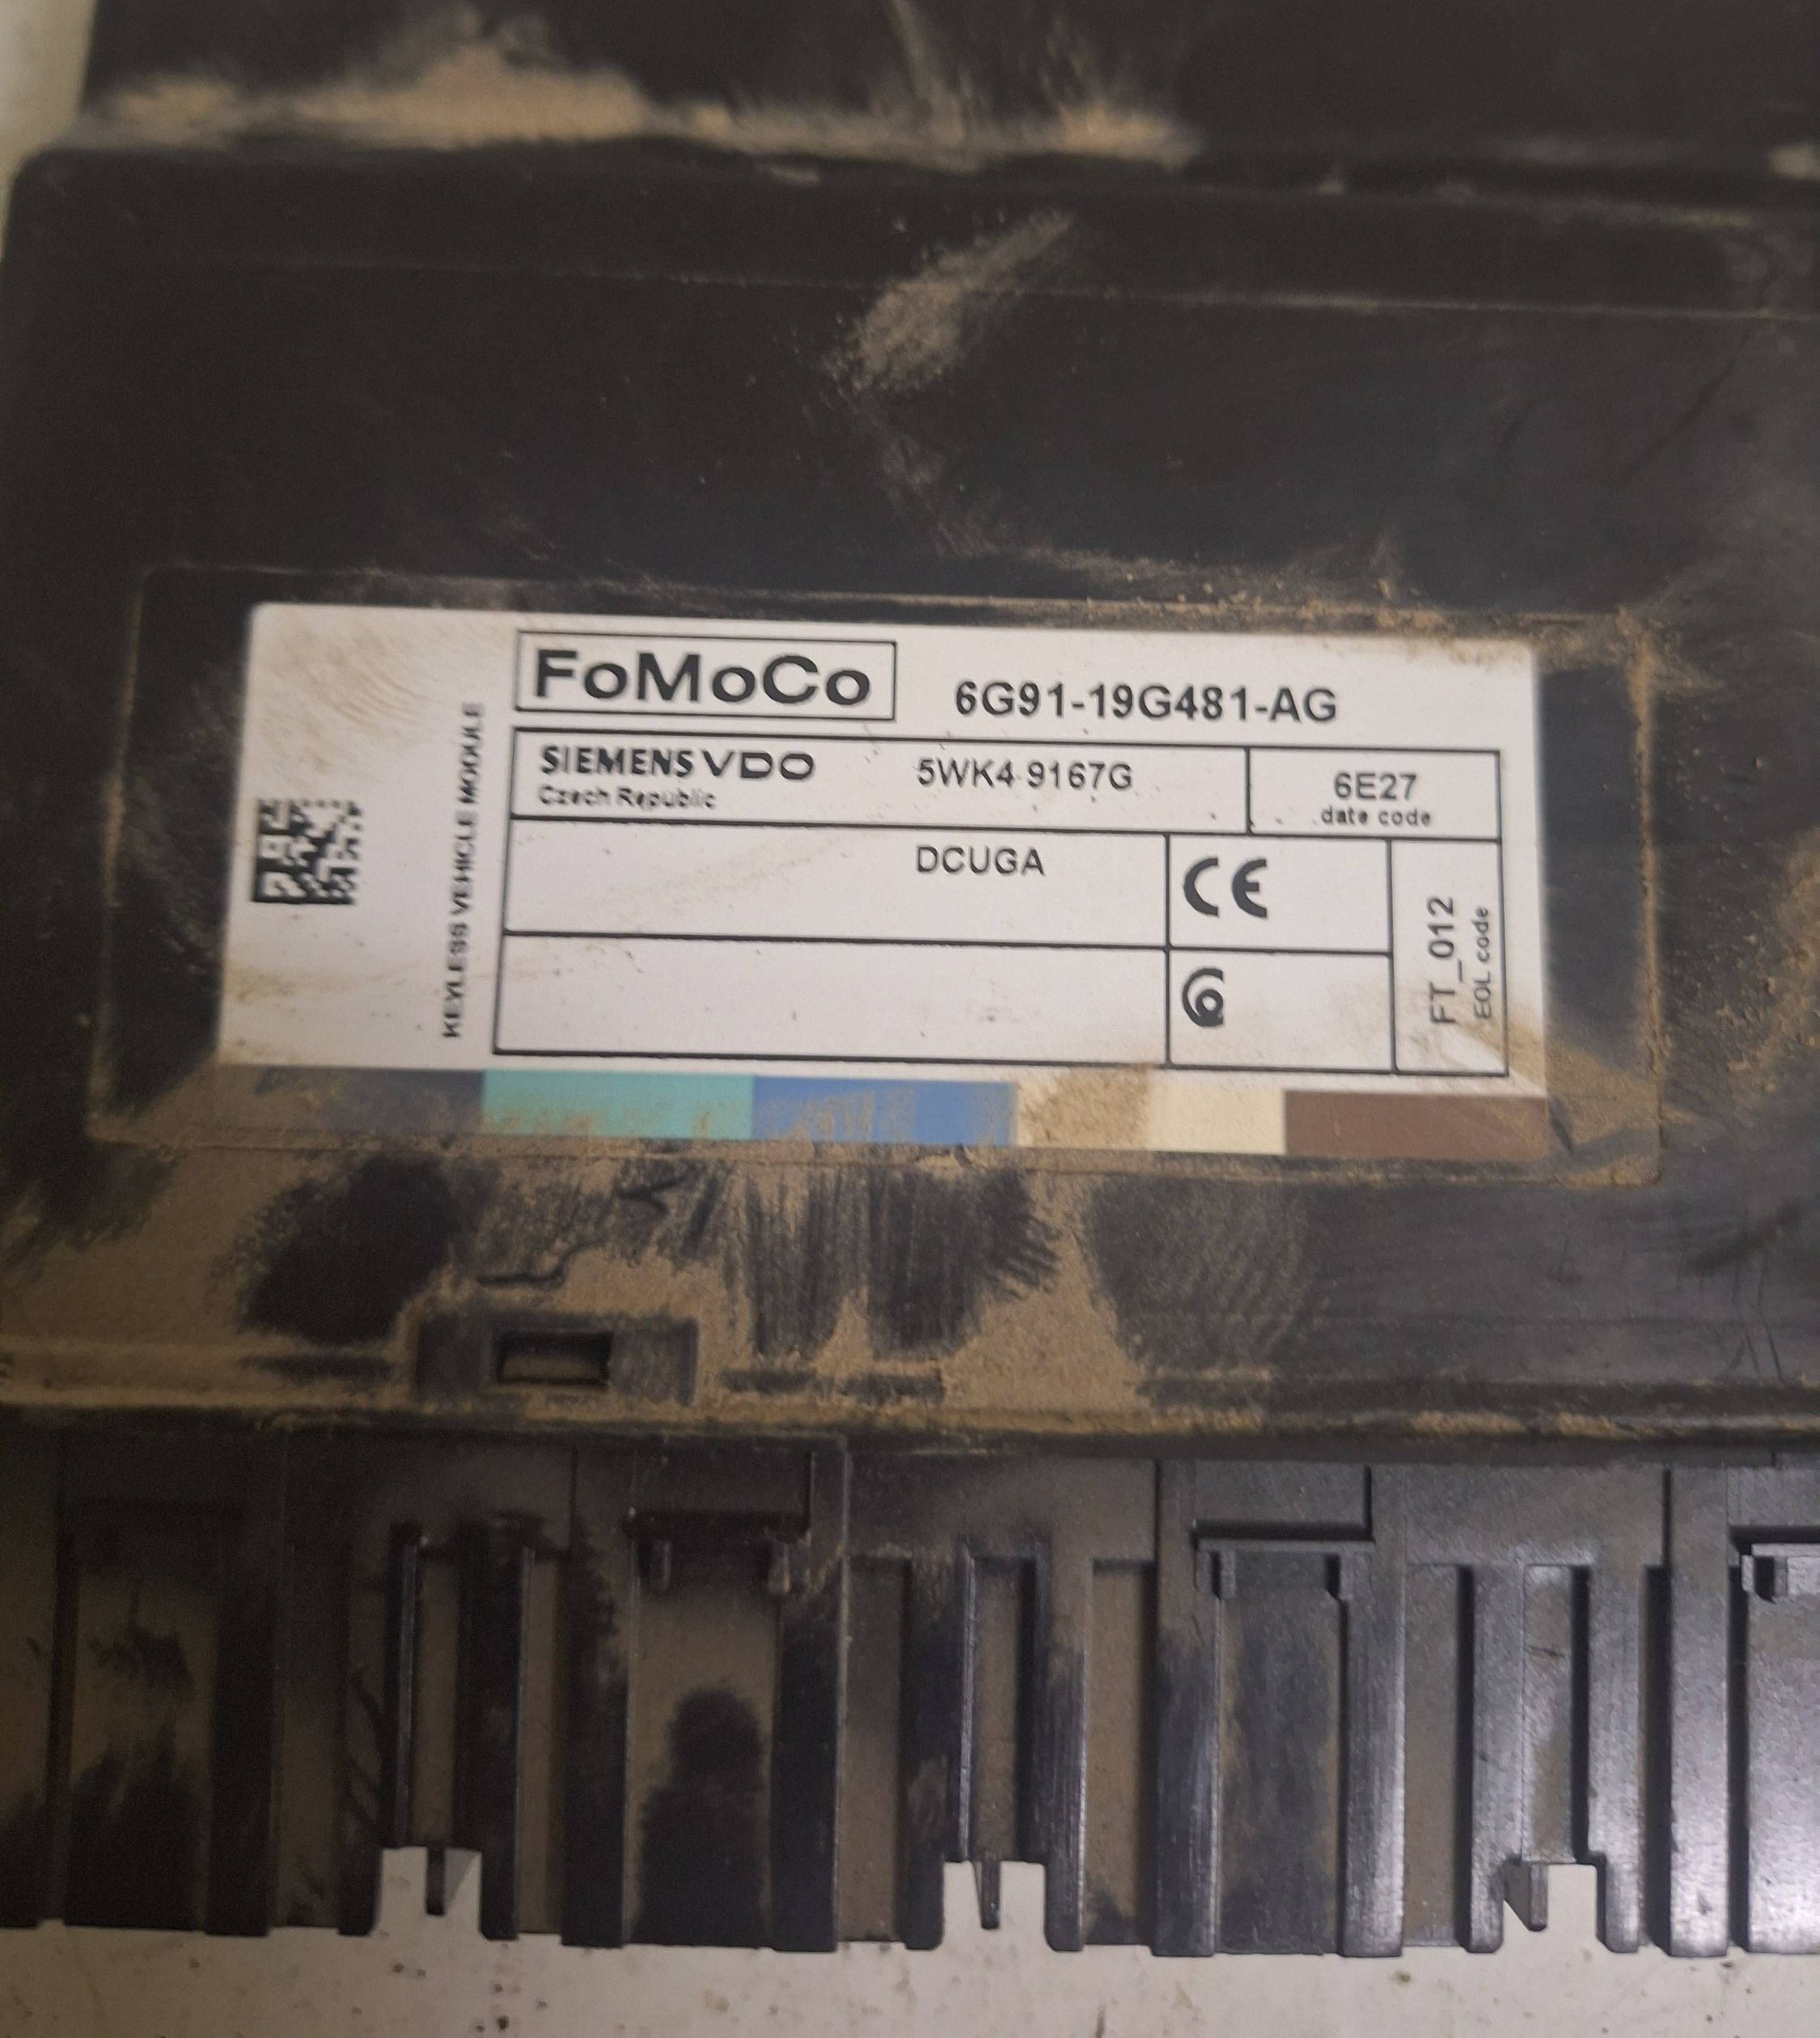 FoMoCo
6G91-19G481-AG
KEYLESS VEHICLE MODULE
SIEMENS VDO
5WK4 9167G
Czech Republic
6E27
date code
DCUGA
CE
FT_012
EOL code